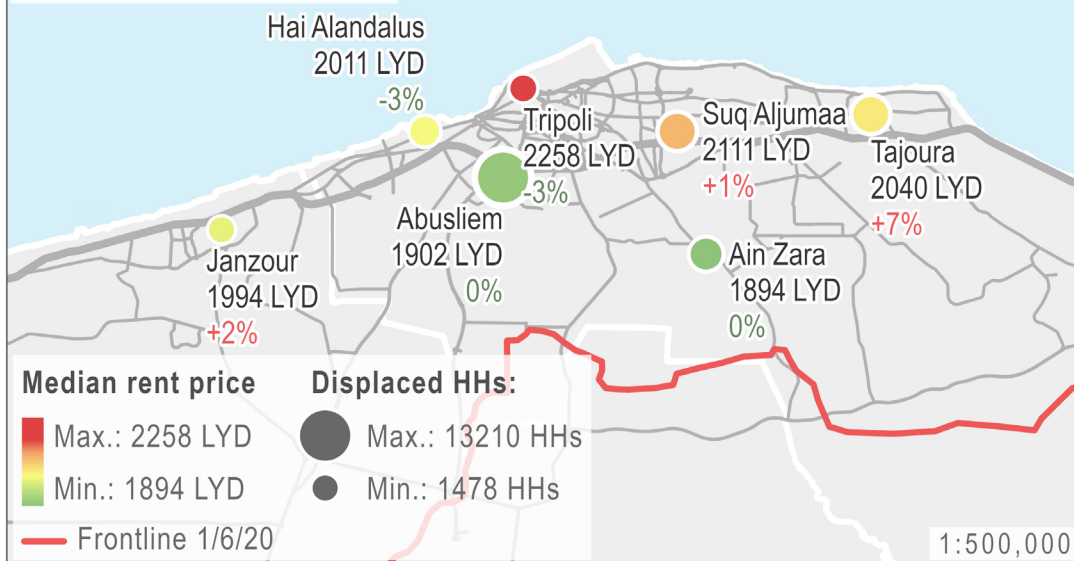 Hai Alandalus
2011 LYD
-3%
Tripoli
2258 LYD
-3%
Suq Aljumaa
2111 LYD
+1%
Tajoura
2040 LYD
+7%
Abusliem
1902 LYD
0%
Janzour
1994 LYD
+2%
Ain Zara
1894 LYD
0%
Median rent price
Max.: 2258 LYD
Min.: 1894 LYD
Displaced HHs:
Max.: 13210 HHs
Min.: 1478 HHs
Frontline 1/6/20
1:500,000